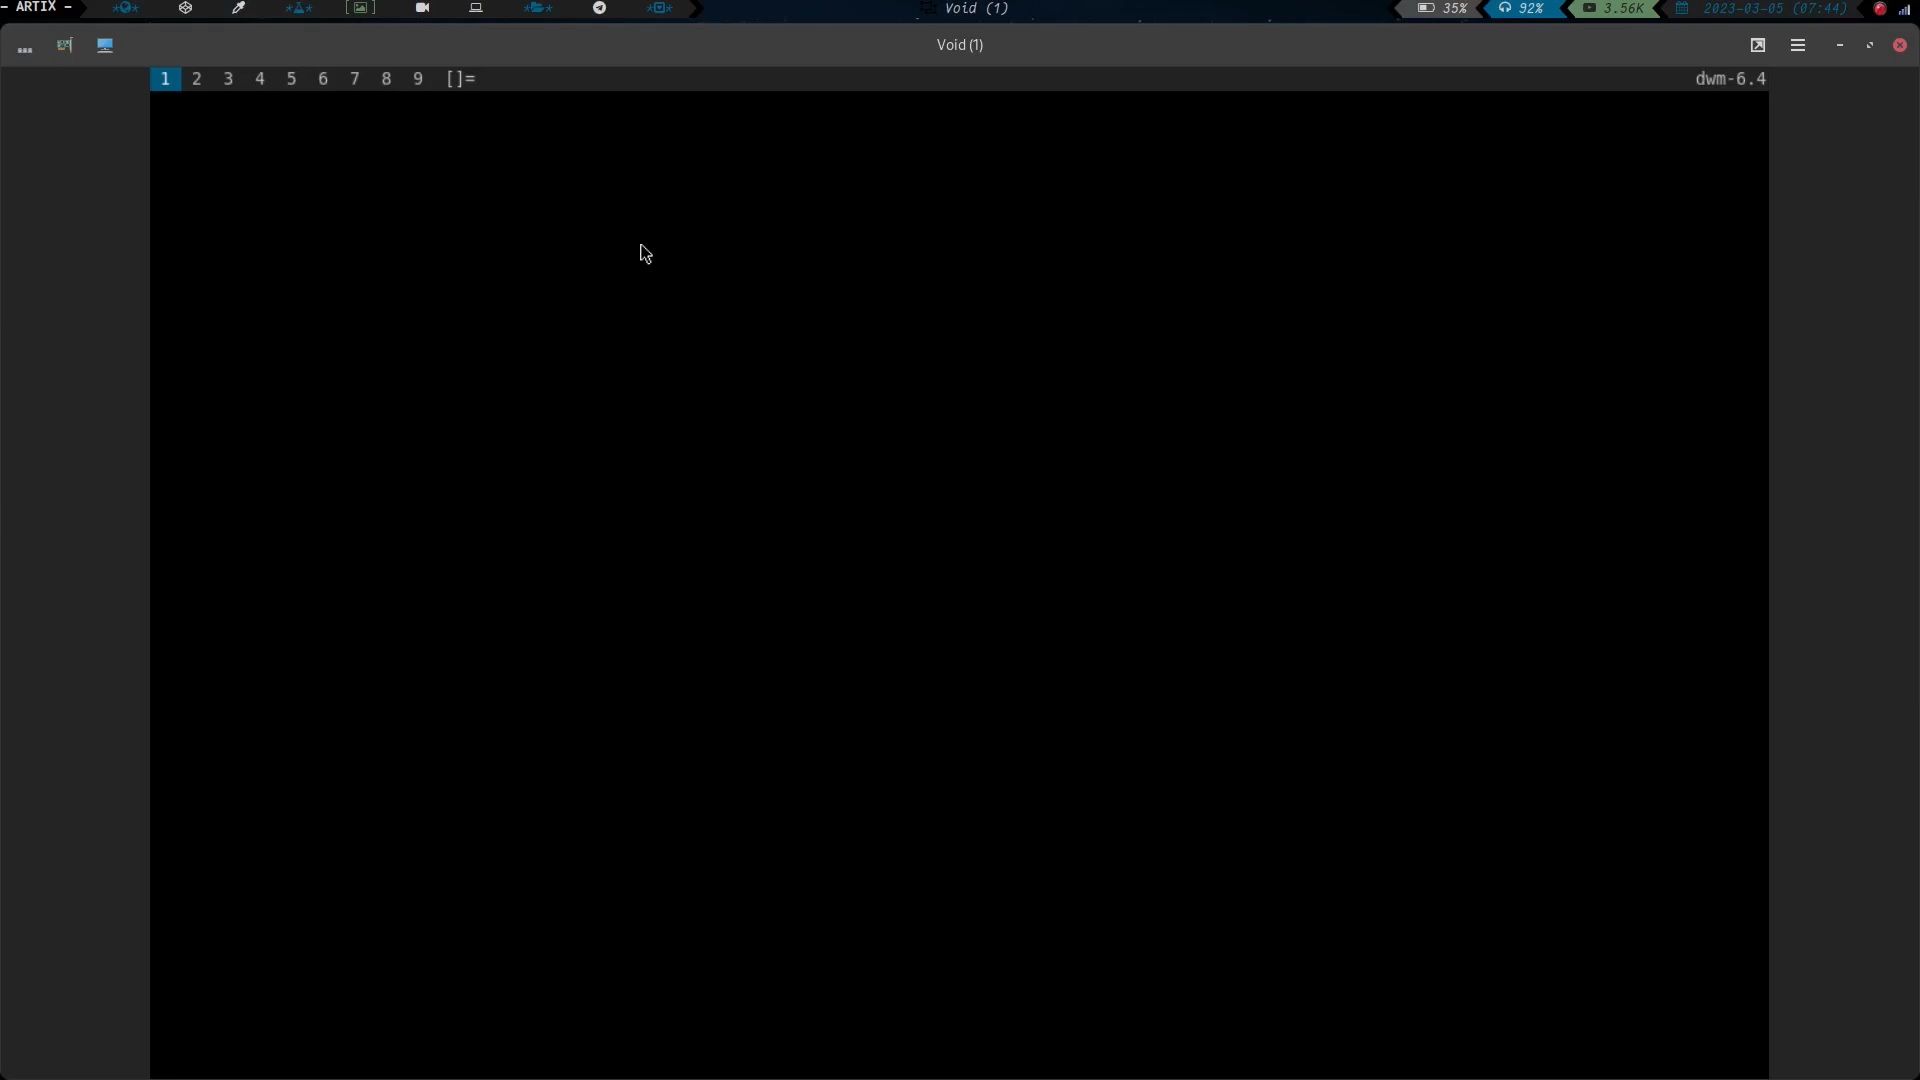 - ARTIX -
Void (1)
35%
92%
3.56K
2023-03-05 (07:44)
Void (1)
1 2 3 4 5 6 7 8 9 []=
dwm-6.4